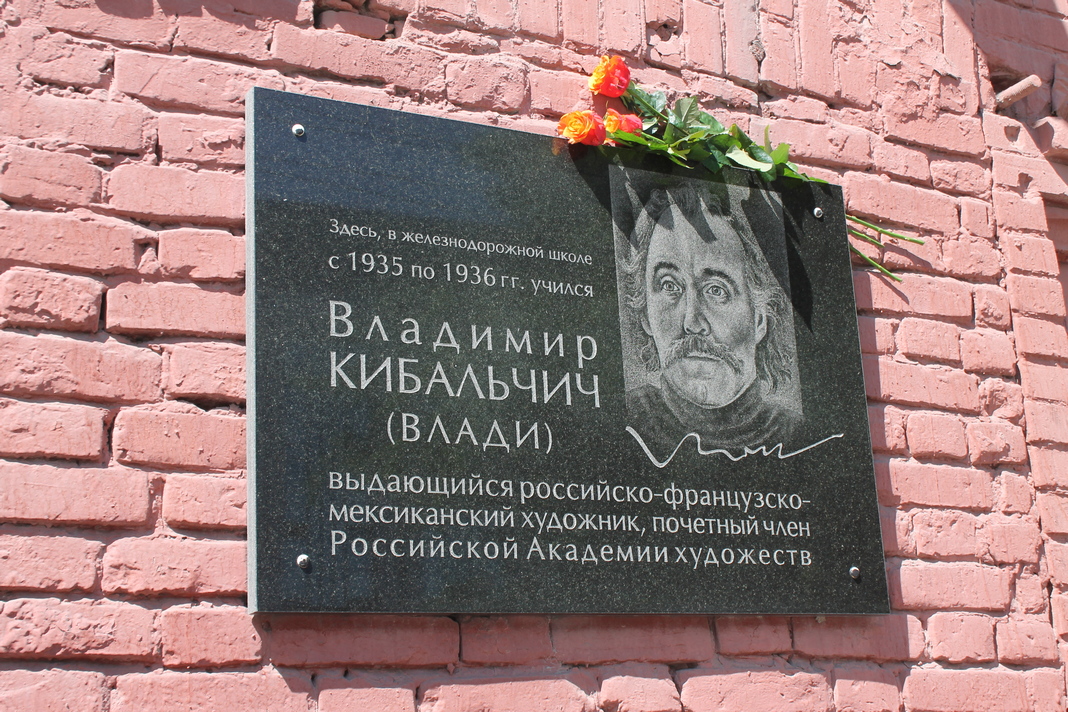 Здесь, в железнодорожной школе
с 1935 по 1936 гг. учился
Владимир
КИБАЛЬЧИЧ
(ВЛАДИ)
выдающийся российско-французско-
мексиканский художник, почетный член
Российской Академии художеств